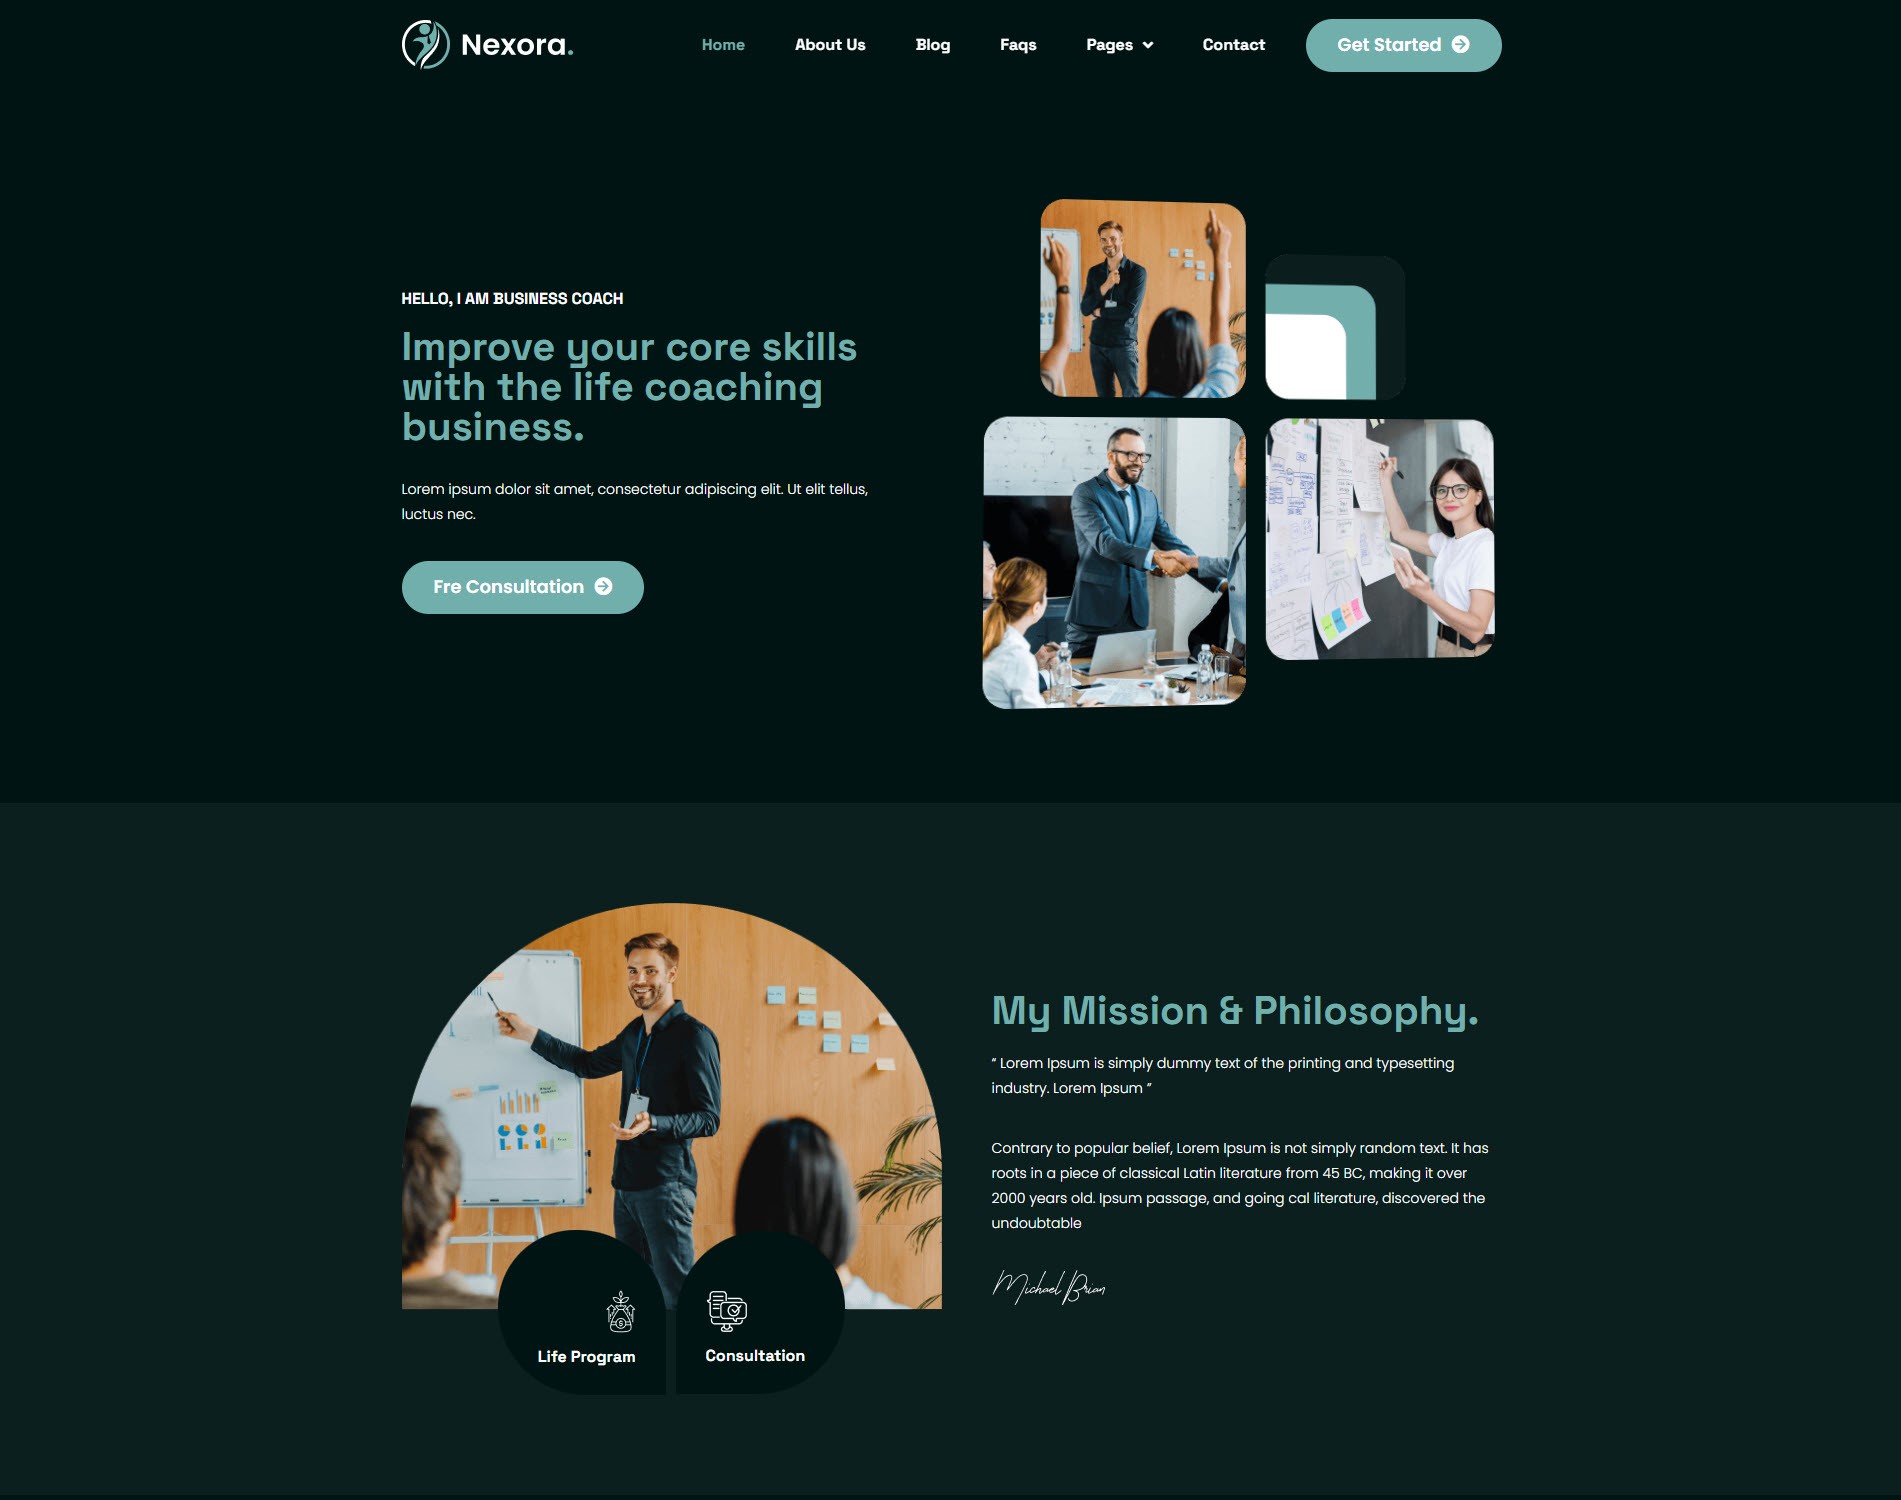 Nexora.
Home About Us Blog Faqs Pages Contact Get Started
HELLO, I AM BUSINESS COACH
Improve your core skills
with the life coaching
business.
Lorem ipsum dolor sit amet, consectetur adipiscing elit. Ut elit tellus,
luctus nec.
Fre Consultation
My Mission & Philosophy.
“ Lorem Ipsum is simply dummy text of the printing and typesetting
industry. Lorem Ipsum ”
Contrary to popular belief, Lorem Ipsum is not simply random text. It has
roots in a piece of classical Latin literature from 45 BC, making it over
2000 years old. Ipsum passage, and going cal literature, discovered the
undoubtable
Michael Brian
Life Program
Consultation